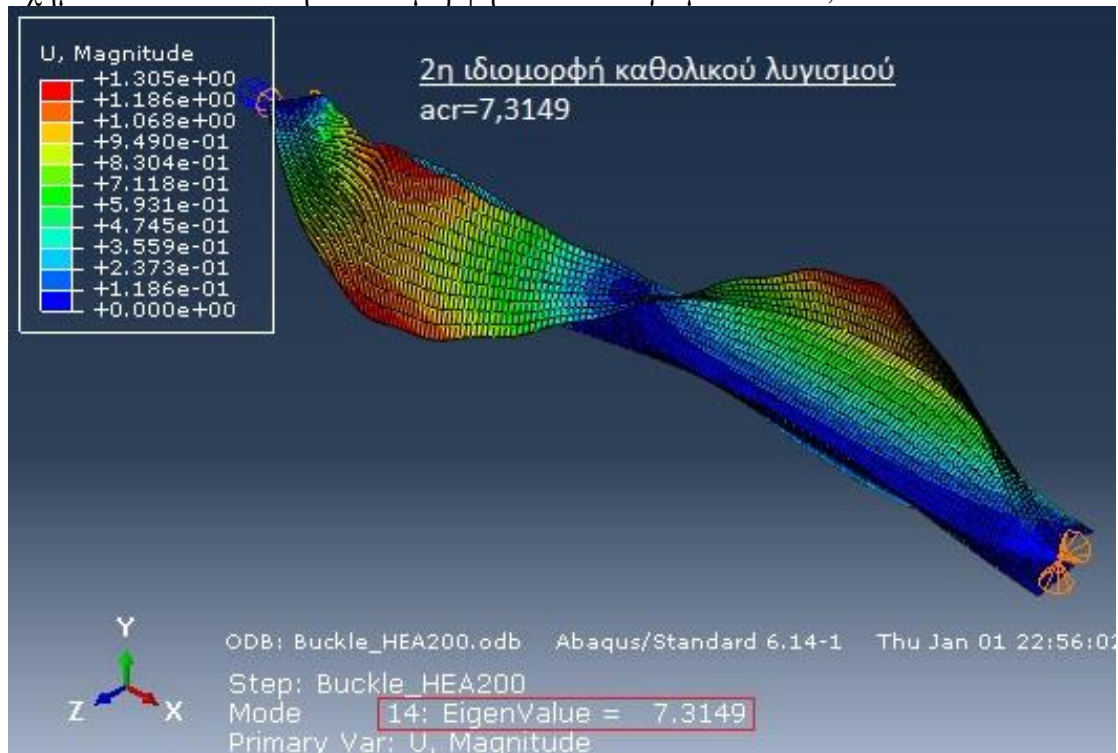 U, Magnitude
+1.305e+00
+1.186e+00
+1.068e+00
+9.490e-01
+8.304e-01
+7.118e-01
+5.931e-01
+4.745e-01
+3.559e-01
+2.373e-01
+1.186e-01
+0.000e+00
2η ιδιομορφή καθολικού λυγισμού
acr=7,3149
Y
Z X
ODB: Buckle_HEA200.odb Abaqus/Standard 6.14-1 Thu Jan 01 22:56:02
Step: Buckle_HEA200
Mode 14: EigenValue = 7.3149
Primary Var: U, Magnitude